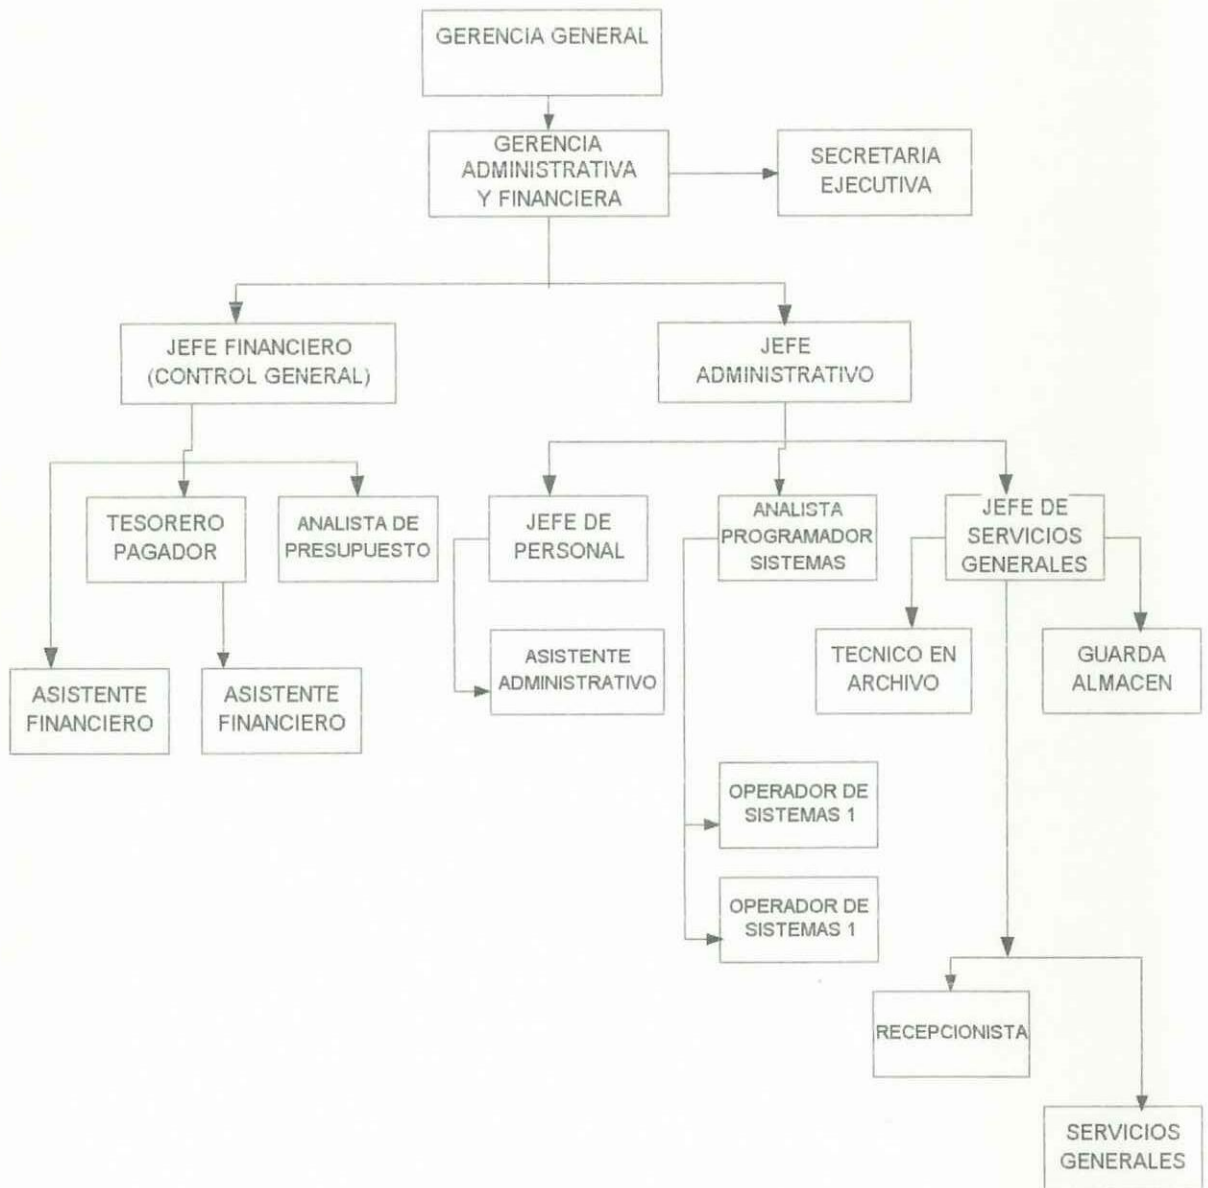 GERENCIA GENERAL
GERENCIA
ADMINISTRATIVA
Y FINANCIERA
SECRETARIA
EJECUTIVA
JEFE FINANCIERO
(CONTROL GENERAL)
JEFE
ADMINISTRATIVO
TESORERO
PAGADOR
ANALISTA DE
PRESUPUESTO
JEFE DE
PERSONAL
ANALISTA
PROGRAMADOR
SISTEMAS
JEFE DE
SERVICIOS
GENERALES
ASISTENTE
FINANCIERO
ASISTENTE
FINANCIERO
ASISTENTE
ADMINISTRATIVO
TECNICO EN
ARCHIVO
GUARDA
ALMACEN
OPERADOR DE
SISTEMAS 1
OPERADOR DE
SISTEMAS 1
RECEPCIONISTA
SERVICIOS
GENERALES